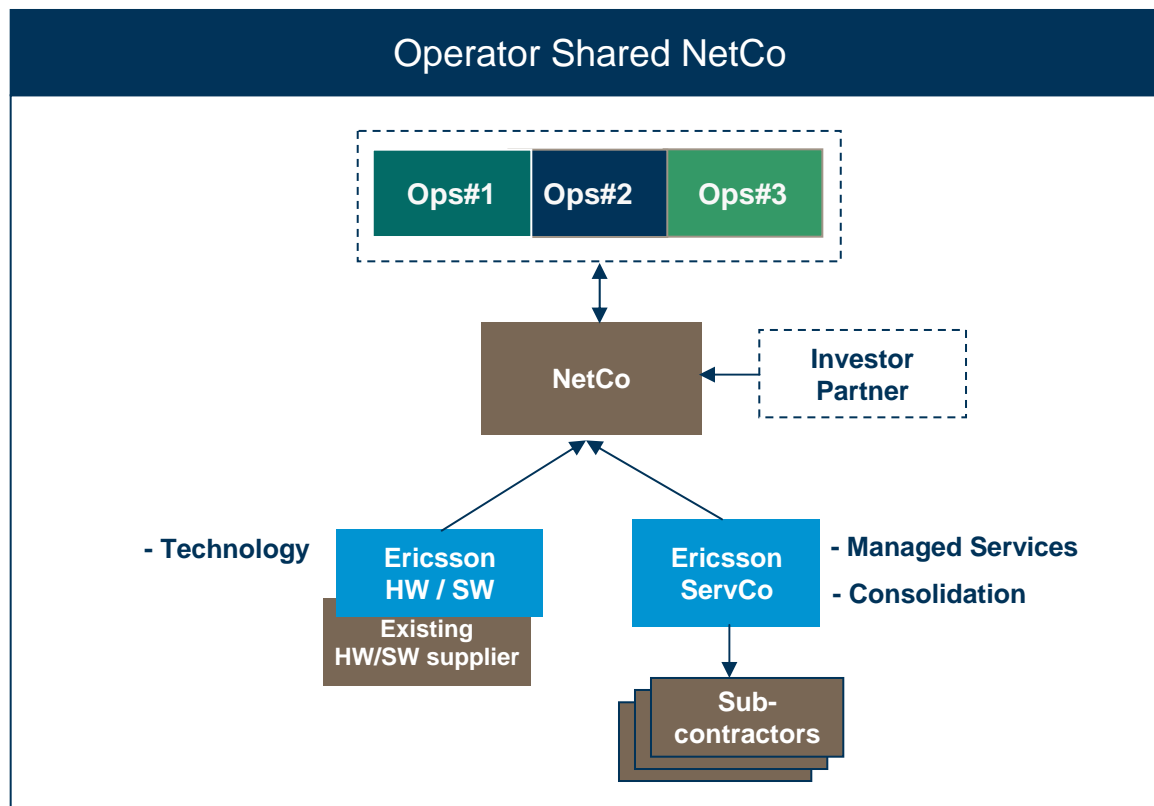 Operator Shared NetCo
Ops#1 Ops#2 Ops#3
NetCo
Investor
Partner
- Technology
Ericsson
HW / SW
Existing
HW/SW supplier
Ericsson
ServCo
- Managed Services
- Consolidation
Sub-
contractors